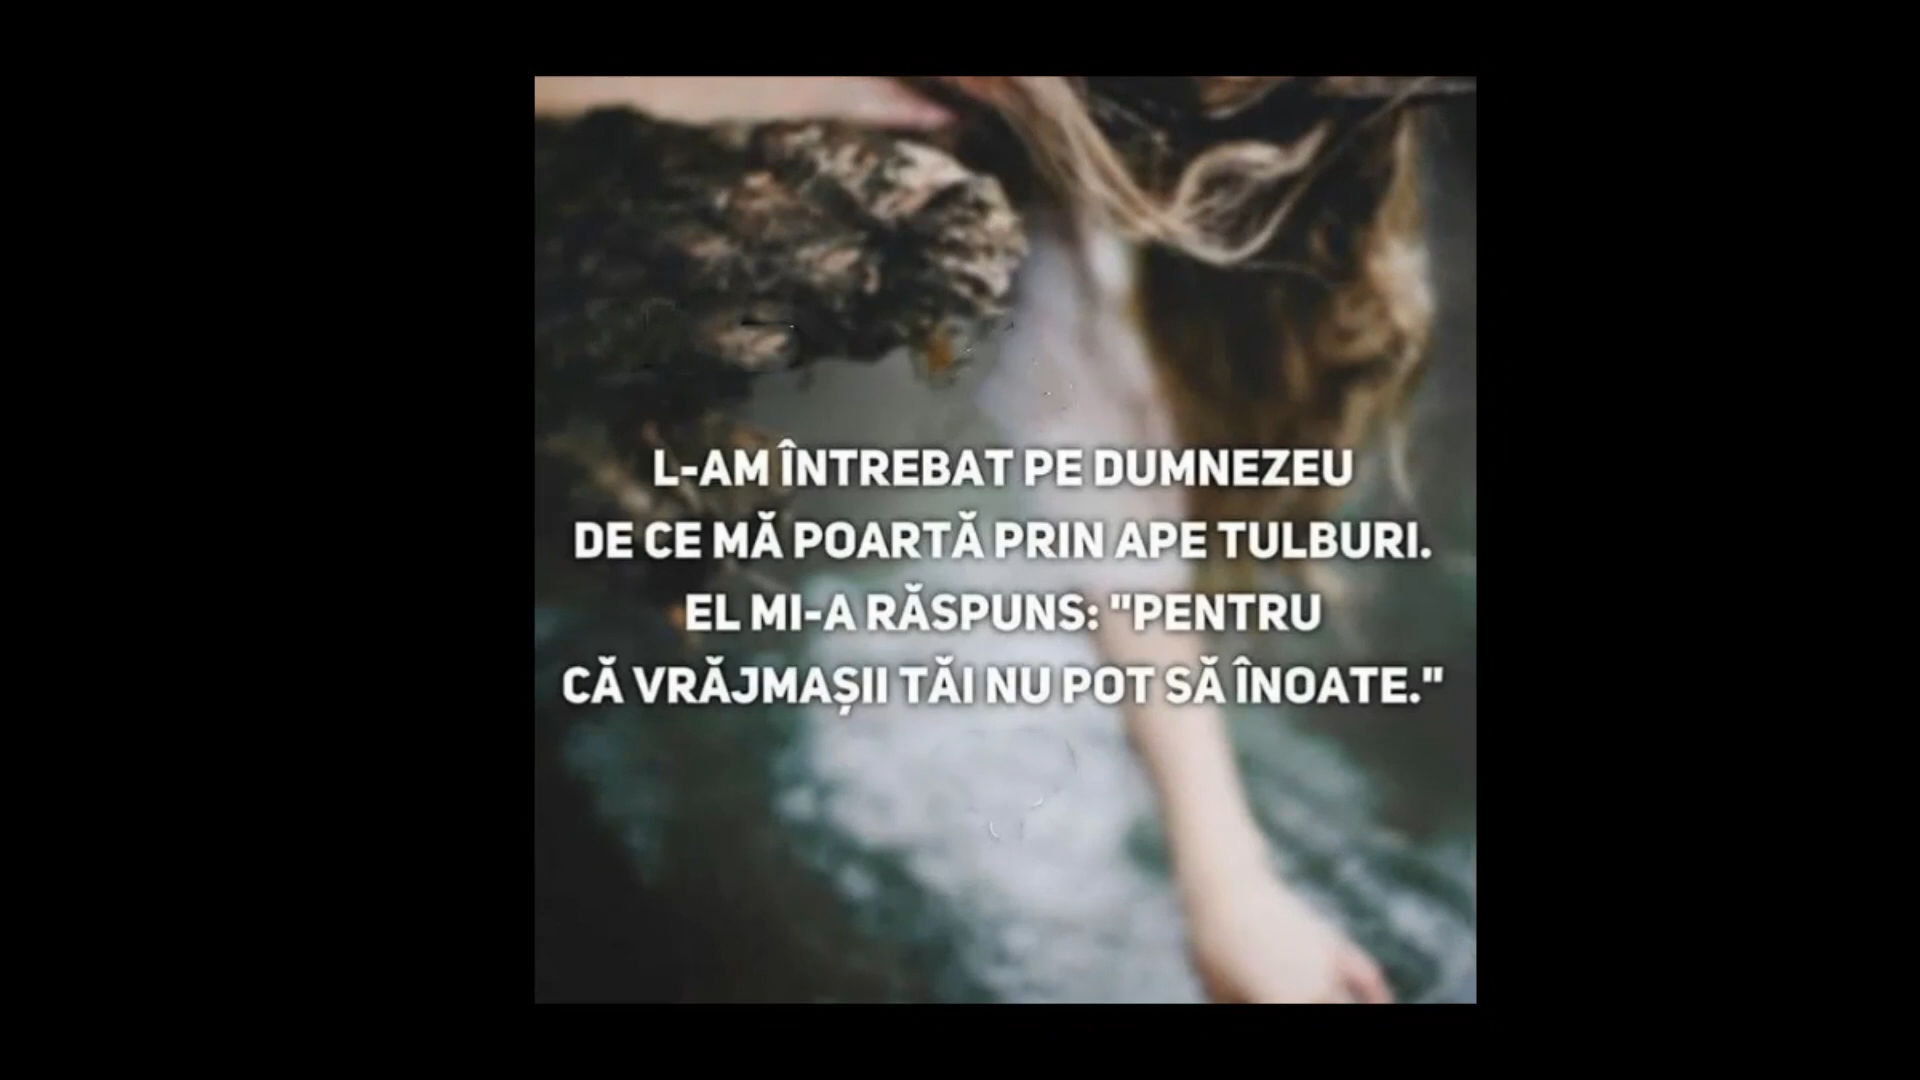 L-AM ÎNTREBAT PE DUMNEZEU
DE CE MĂ POARTĂ PRIN APE TULBURI.
EL MI-A RĂSPUNS: "PENTRU
CĂ VRĂJMAȘII TĂI NU POT SĂ ÎNOATE."